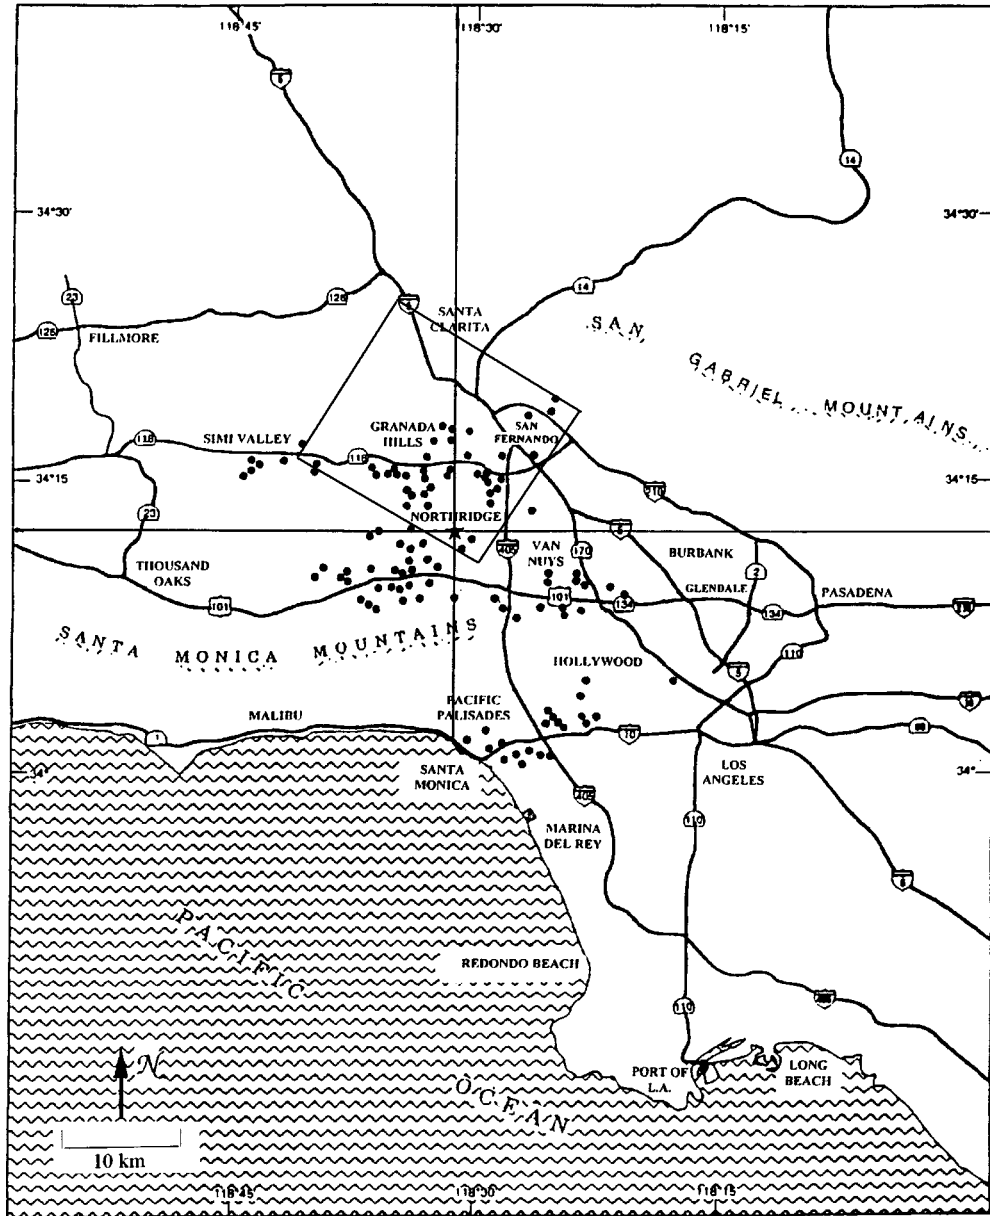 118°45'
118°30'
118°15'
5
14
34°30'
34°30'
23
126
5
14
SANTA
CLARITA
126
FILLMORE
SAN
GABRIEL MOUNTAINS
118
SIMI VALLEY
GRANADA
HILLS
SAN
FERNANDO
118
34°15'
34°15'
210
23
NORTHRIDGE
405
VAN
NUYS
170
5
BURBANK
2
THOUSAND
OAKS
GLENDALE
PASADENA
101
101
134
134
SANTA MONICA MOUNTAINS
HOLLYWOOD
110
5
PACIFIC
PALISADES
MALIBU
1
10
LOS
ANGELES
34°
34°
SANTA
MONICA
405
MARINA
DEL REY
110
PACIFIC
REDONDO BEACH
110
N
PORT OF
L.A.
LONG
BEACH
OCEAN
10 km
118°45'
118°15'